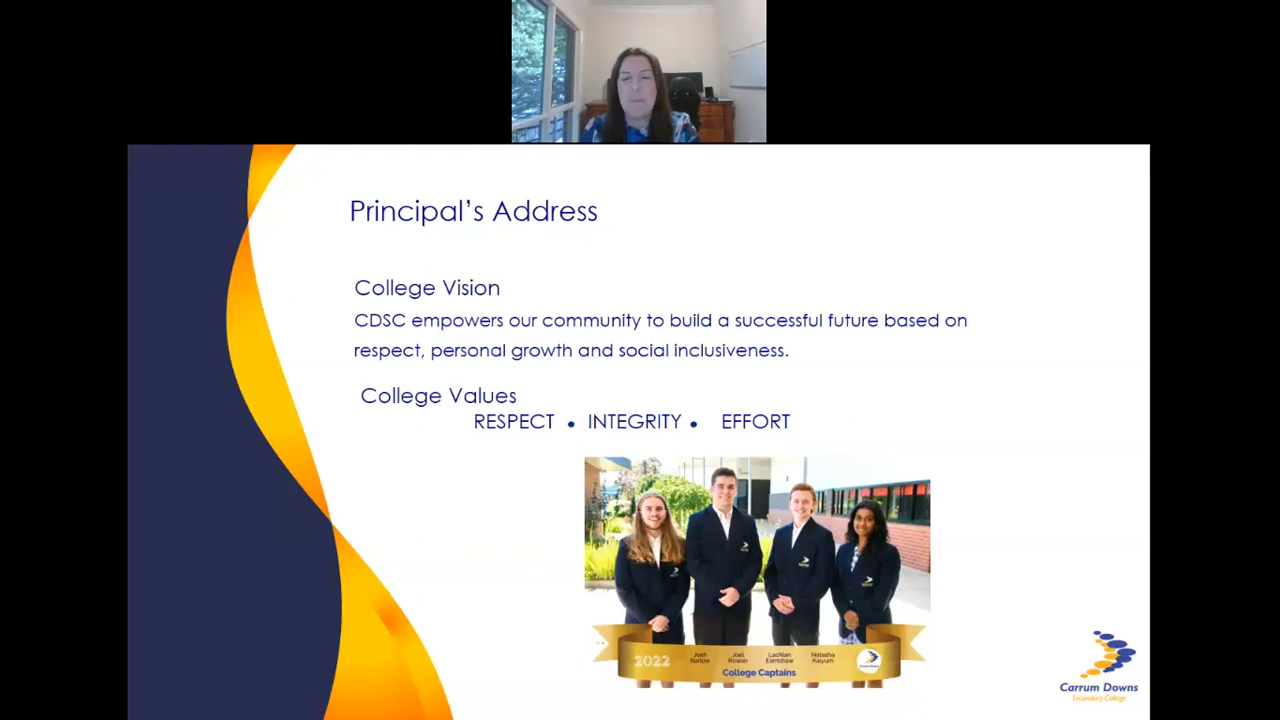 Principal's Address
College Vision
CDSC empowers our community to build a successful future based on
respect, personal growth and social inclusiveness.
College Values
RESPECT • INTEGRITY • EFFORT
2022
Josh Joel Lachlan Natasha
Barlow Rowan Earnshaw Kaiyum
College Captains
Carrum Downs
Secondary College